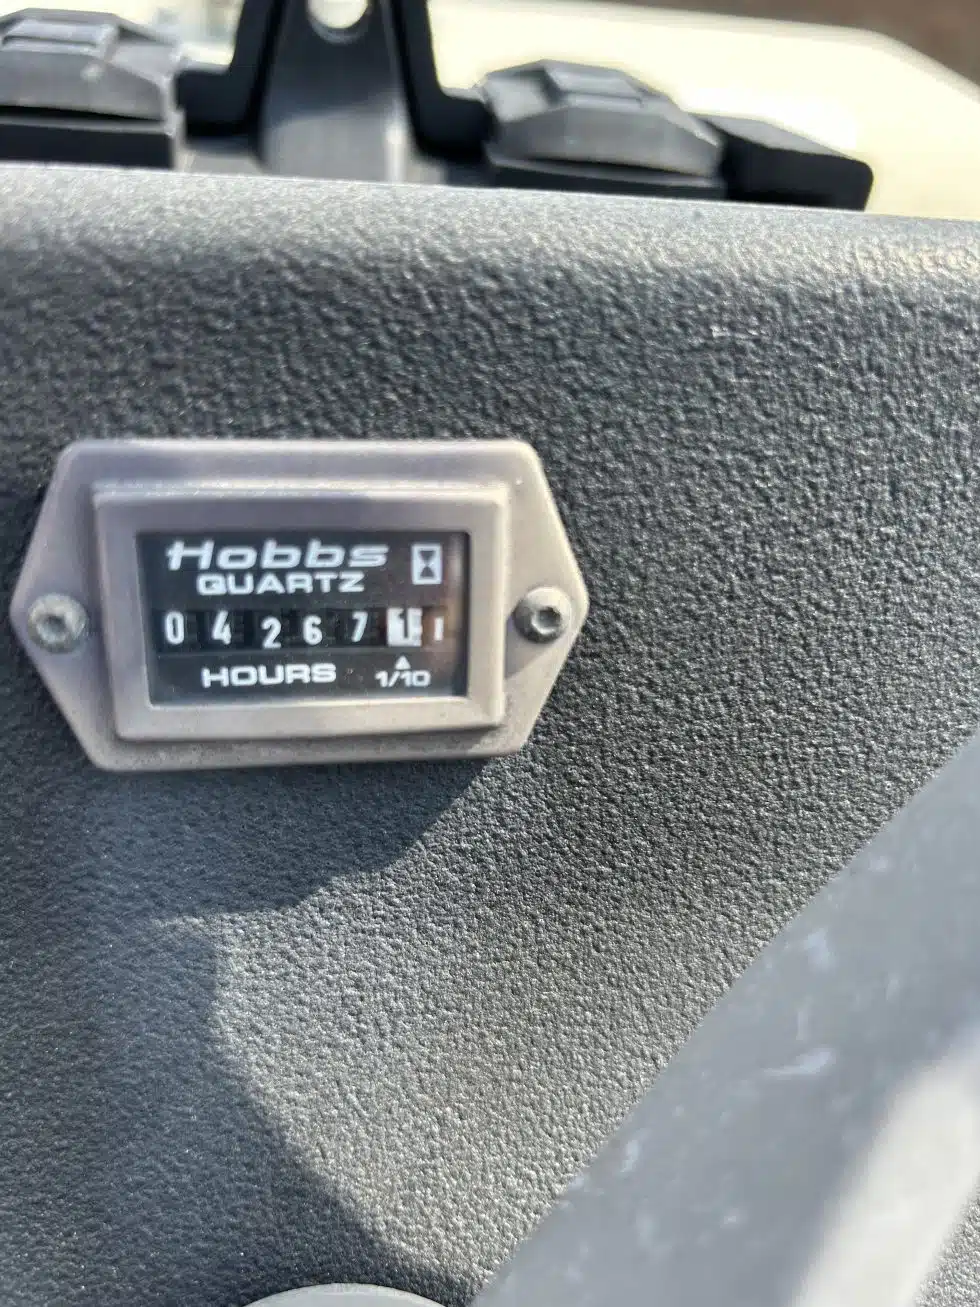 Hobbs
QUARTZ
0 4 2 6 7 1
HOURS 1/10